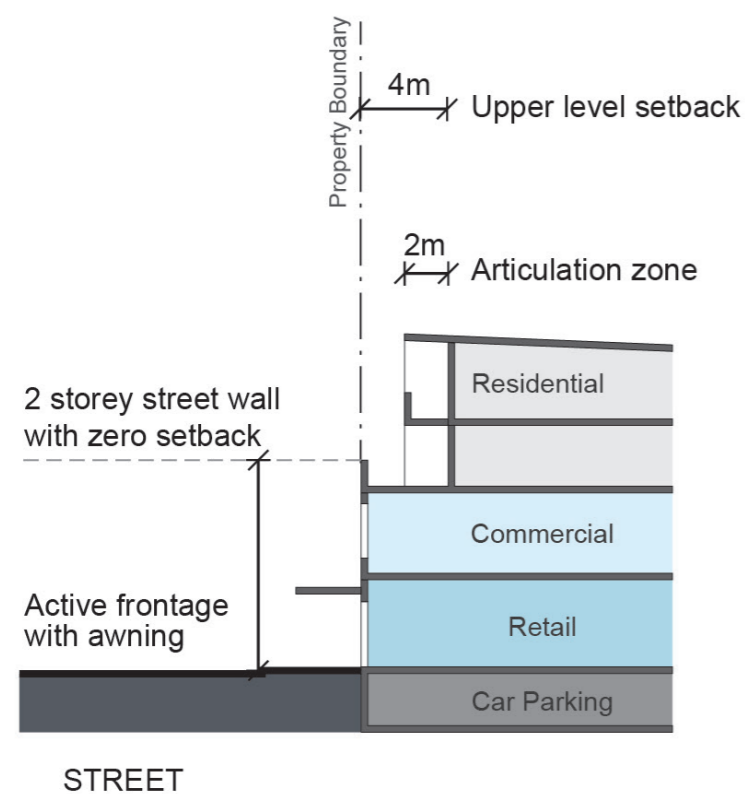 Property Boundary
4m
Upper level setback
2m
Articulation zone
Residential
2 storey street wall
with zero setback
Commercial
Active frontage
with awning
Retail
Car Parking
STREET